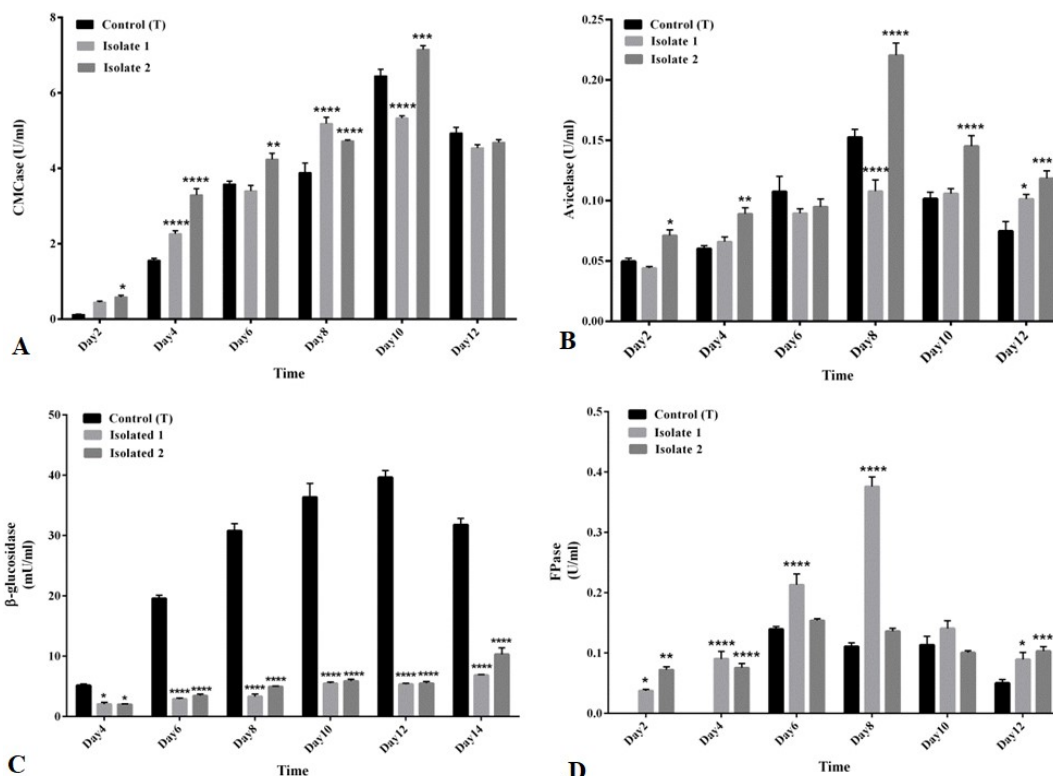 8
6
4
2
0
CMCase (U/ml)
Control (T)
Isolate 1
Isolate 2
*
****
****
**
****
****
****
***
Day2
Day4
Day6
Day8
Day10
Day12
Time
A
0.25
0.20
0.15
0.10
0.05
0.00
Avicelase (U/ml)
Control (T)
Isolate 1
Isolate 2
*
**
****
****
****
*
***
Day2
Day4
Day6
Day8
Day10
Day12
Time
B
50
40
30
20
10
0
β-glucosidase
(mU/ml)
Control (T)
Isolated 1
Isolated 2
*
*
****
****
****
****
****
****
****
****
****
****
Day4
Day6
Day8
Day10
Day12
Day14
Time
C
0.5
0.4
0.3
0.2
0.1
0.0
FPase
(U/ml)
Control (T)
Isolate 1
Isolate 2
*
**
****
****
****
****
*
***
Day2
Day4
Day6
Day8
Day10
Day12
Time
D